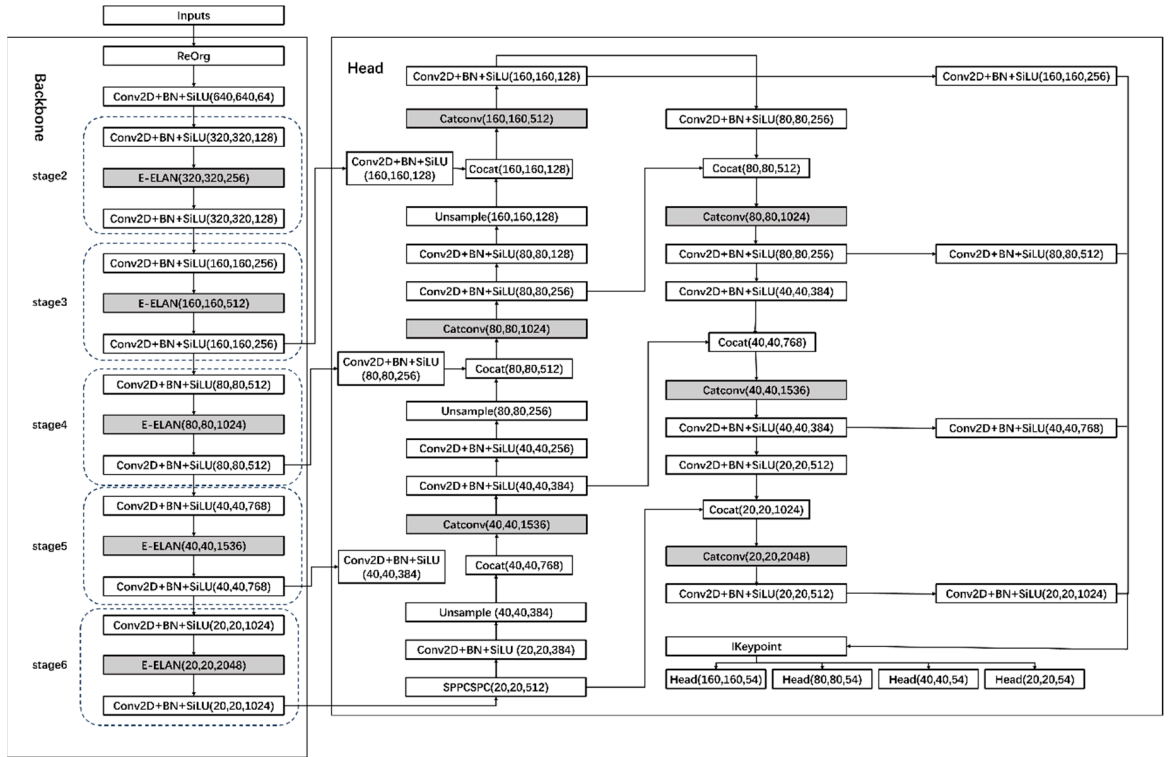 Inputs
Backbone
ReOrg
Conv2D+BN+SiLU(640,640,64)
stage2
Conv2D+BN+SiLU(320,320,128)
E-ELAN(320,320,256)
Conv2D+BN+SiLU(320,320,128)
stage3
Conv2D+BN+SiLU(160,160,256)
E-ELAN(160,160,512)
Conv2D+BN+SiLU(160,160,256)
stage4
Conv2D+BN+SiLU(80,80,512)
E-ELAN(80,80,1024)
Conv2D+BN+SiLU(80,80,512)
stage5
Conv2D+BN+SiLU(40,40,768)
E-ELAN(40,40,1536)
Conv2D+BN+SiLU(40,40,768)
stage6
Conv2D+BN+SiLU(20,20,1024)
E-ELAN(20,20,2048)
Conv2D+BN+SiLU(20,20,1024)
Head
Conv2D+BN+SiLU(160,160,128)
Catconv(160,160,512)
Conv2D+BN+SiLU
(160,160,128)
Cocat(160,160,128)
Unsample(160,160,128)
Conv2D+BN+SiLU(80,80,128)
Conv2D+BN+SiLU(80,80,256)
Catconv(80,80,1024)
Conv2D+BN+SiLU
(80,80,256)
Cocat(80,80,512)
Unsample(80,80,256)
Conv2D+BN+SiLU(40,40,256)
Conv2D+BN+SiLU(40,40,384)
Catconv(40,40,1536)
Conv2D+BN+SiLU
(40,40,384)
Cocat(40,40,768)
Unsample (40,40,384)
Conv2D+BN+SiLU (20,20,384)
SPPCSPC(20,20,512)
Conv2D+BN+SiLU(80,80,256)
Cocat(80,80,512)
Catconv(80,80,1024)
Conv2D+BN+SiLU(80,80,256)
Conv2D+BN+SiLU(40,40,384)
Cocat(40,40,768)
Catconv(40,40,1536)
Conv2D+BN+SiLU(40,40,384)
Conv2D+BN+SiLU(20,20,512)
Cocat(20,20,1024)
Catconv(20,20,2048)
Conv2D+BN+SiLU(20,20,512)
Conv2D+BN+SiLU(160,160,256)
Conv2D+BN+SiLU(80,80,512)
Conv2D+BN+SiLU(40,40,768)
Conv2D+BN+SiLU(20,20,1024)
IKeypoint
Head(160,160,54)
Head(80,80,54)
Head(40,40,54)
Head(20,20,54)